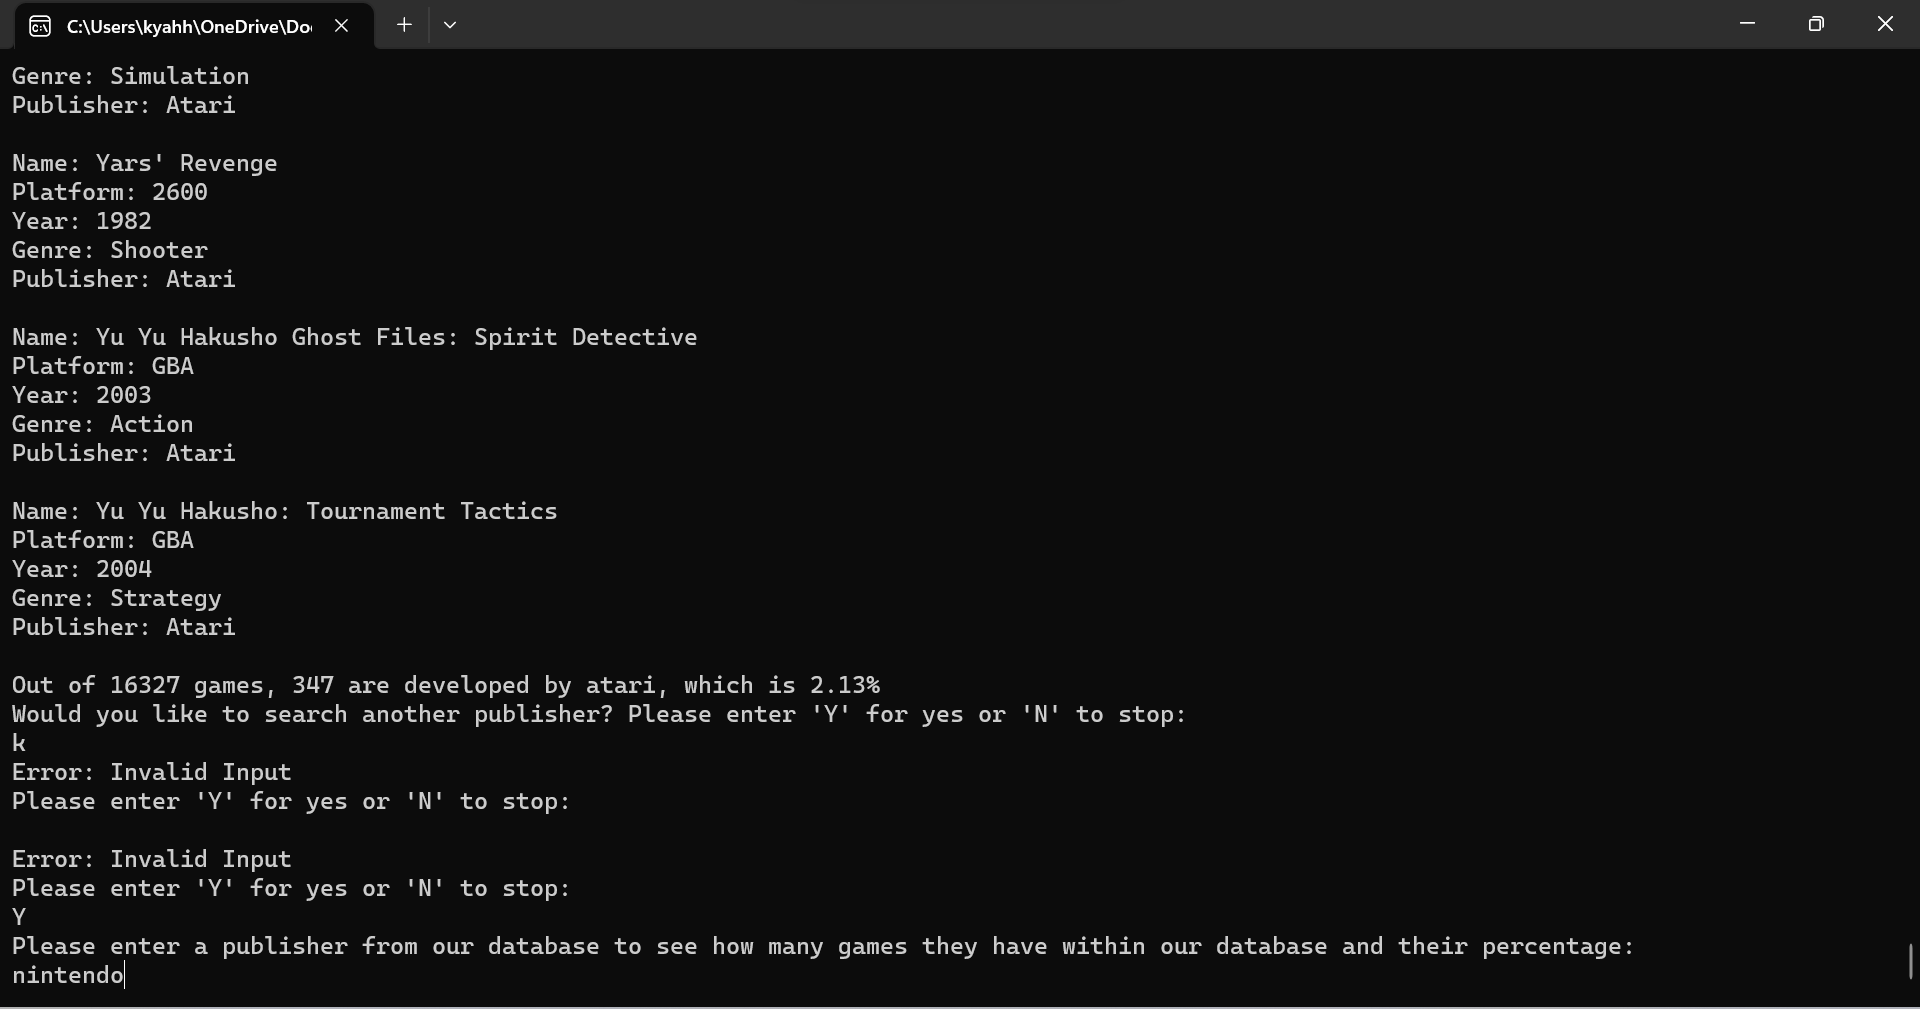 C:\Users\kyahh\OneDrive\Do
Genre: Simulation
Publisher: Atari
Name: Yars' Revenge
Platform: 2600
Year: 1982
Genre: Shooter
Publisher: Atari
Name: Yu Yu Hakusho Ghost Files: Spirit Detective
Platform: GBA
Year: 2003
Genre: Action
Publisher: Atari
Name: Yu Yu Hakusho: Tournament Tactics
Platform: GBA
Year: 2004
Genre: Strategy
Publisher: Atari
Out of 16327 games, 347 are developed by atari, which is 2.13%
Would you like to search another publisher? Please enter 'Y' for yes or 'N' to stop:
k
Error: Invalid Input
Please enter 'Y' for yes or 'N' to stop:
Error: Invalid Input
Please enter 'Y' for yes or 'N' to stop:
Y
Please enter a publisher from our database to see how many games they have within our database and their percentage:
nintendo